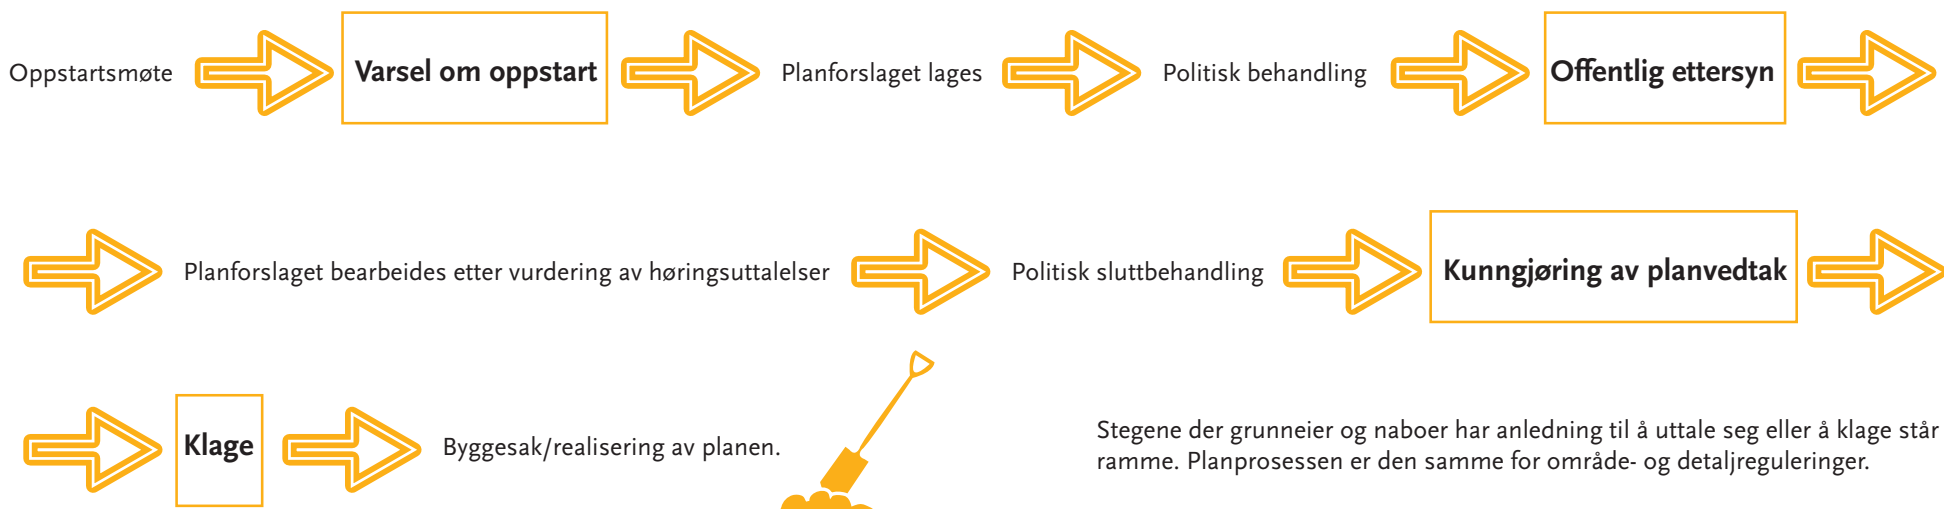 Oppstartsmøte
Varsel om oppstart
Planforslaget lages
Politisk behandling
Offentlig ettersyn
Planforslaget bearbeides etter vurdering av høringsuttalelser
Politisk sluttbehandling
Kunngjøring av planvedtak
Klage
Byggesak/realisering av planen.
Stegene der grunneier og naboer har anledning til å uttale seg eller å klage står
ramme. Planprosessen er den samme for område- og detaljreguleringer.